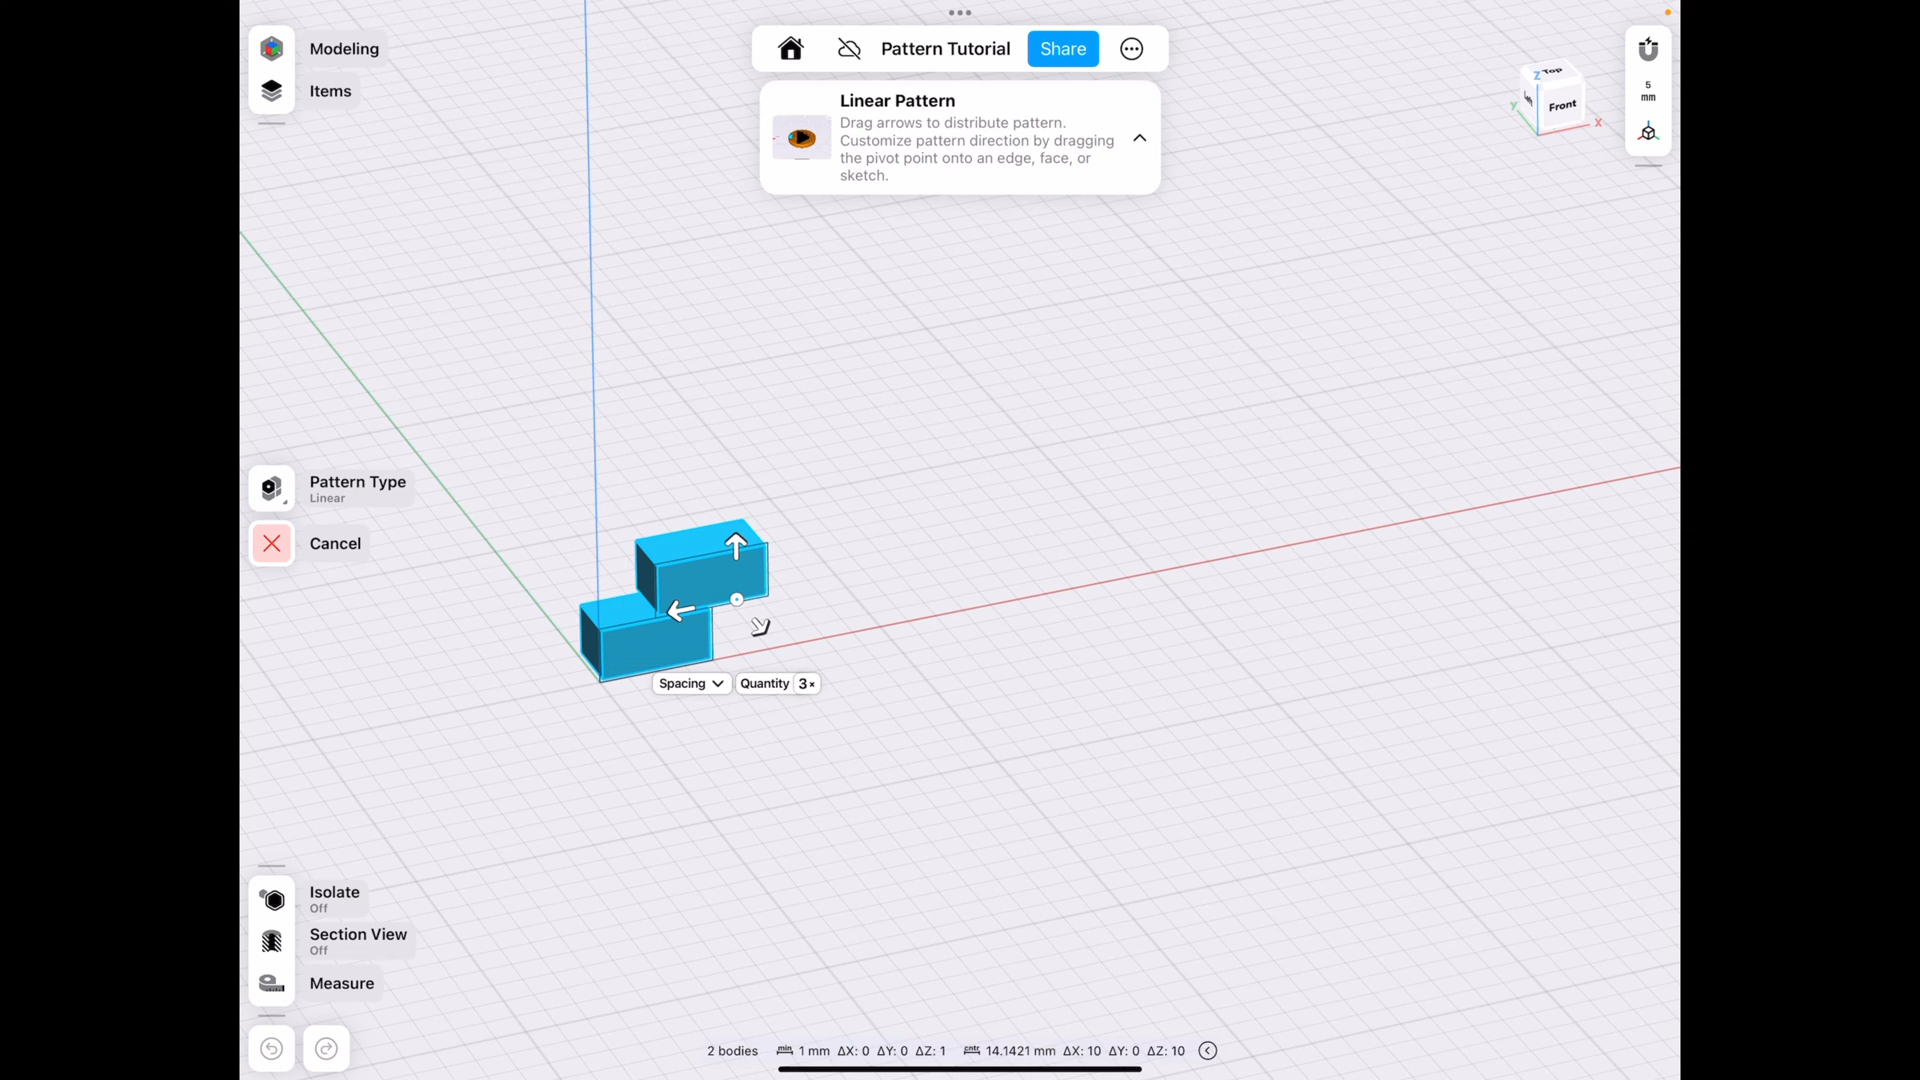 Modeling
Items
Pattern Tutorial
Share
Linear Pattern
Drag arrows to distribute pattern.
Customize pattern direction by dragging
the pivot point onto an edge, face, or
sketch.
Top
Front
Z
Y
X
5
mm
Pattern Type
Linear
Cancel
Spacing
Quantity 3×
Isolate
Off
Section View
Off
Measure
2 bodies min 1 mm ΔX: 0 ΔY: 0 ΔZ: 1 cntr 14.1421 mm ΔX: 10 ΔY: 0 ΔZ: 10